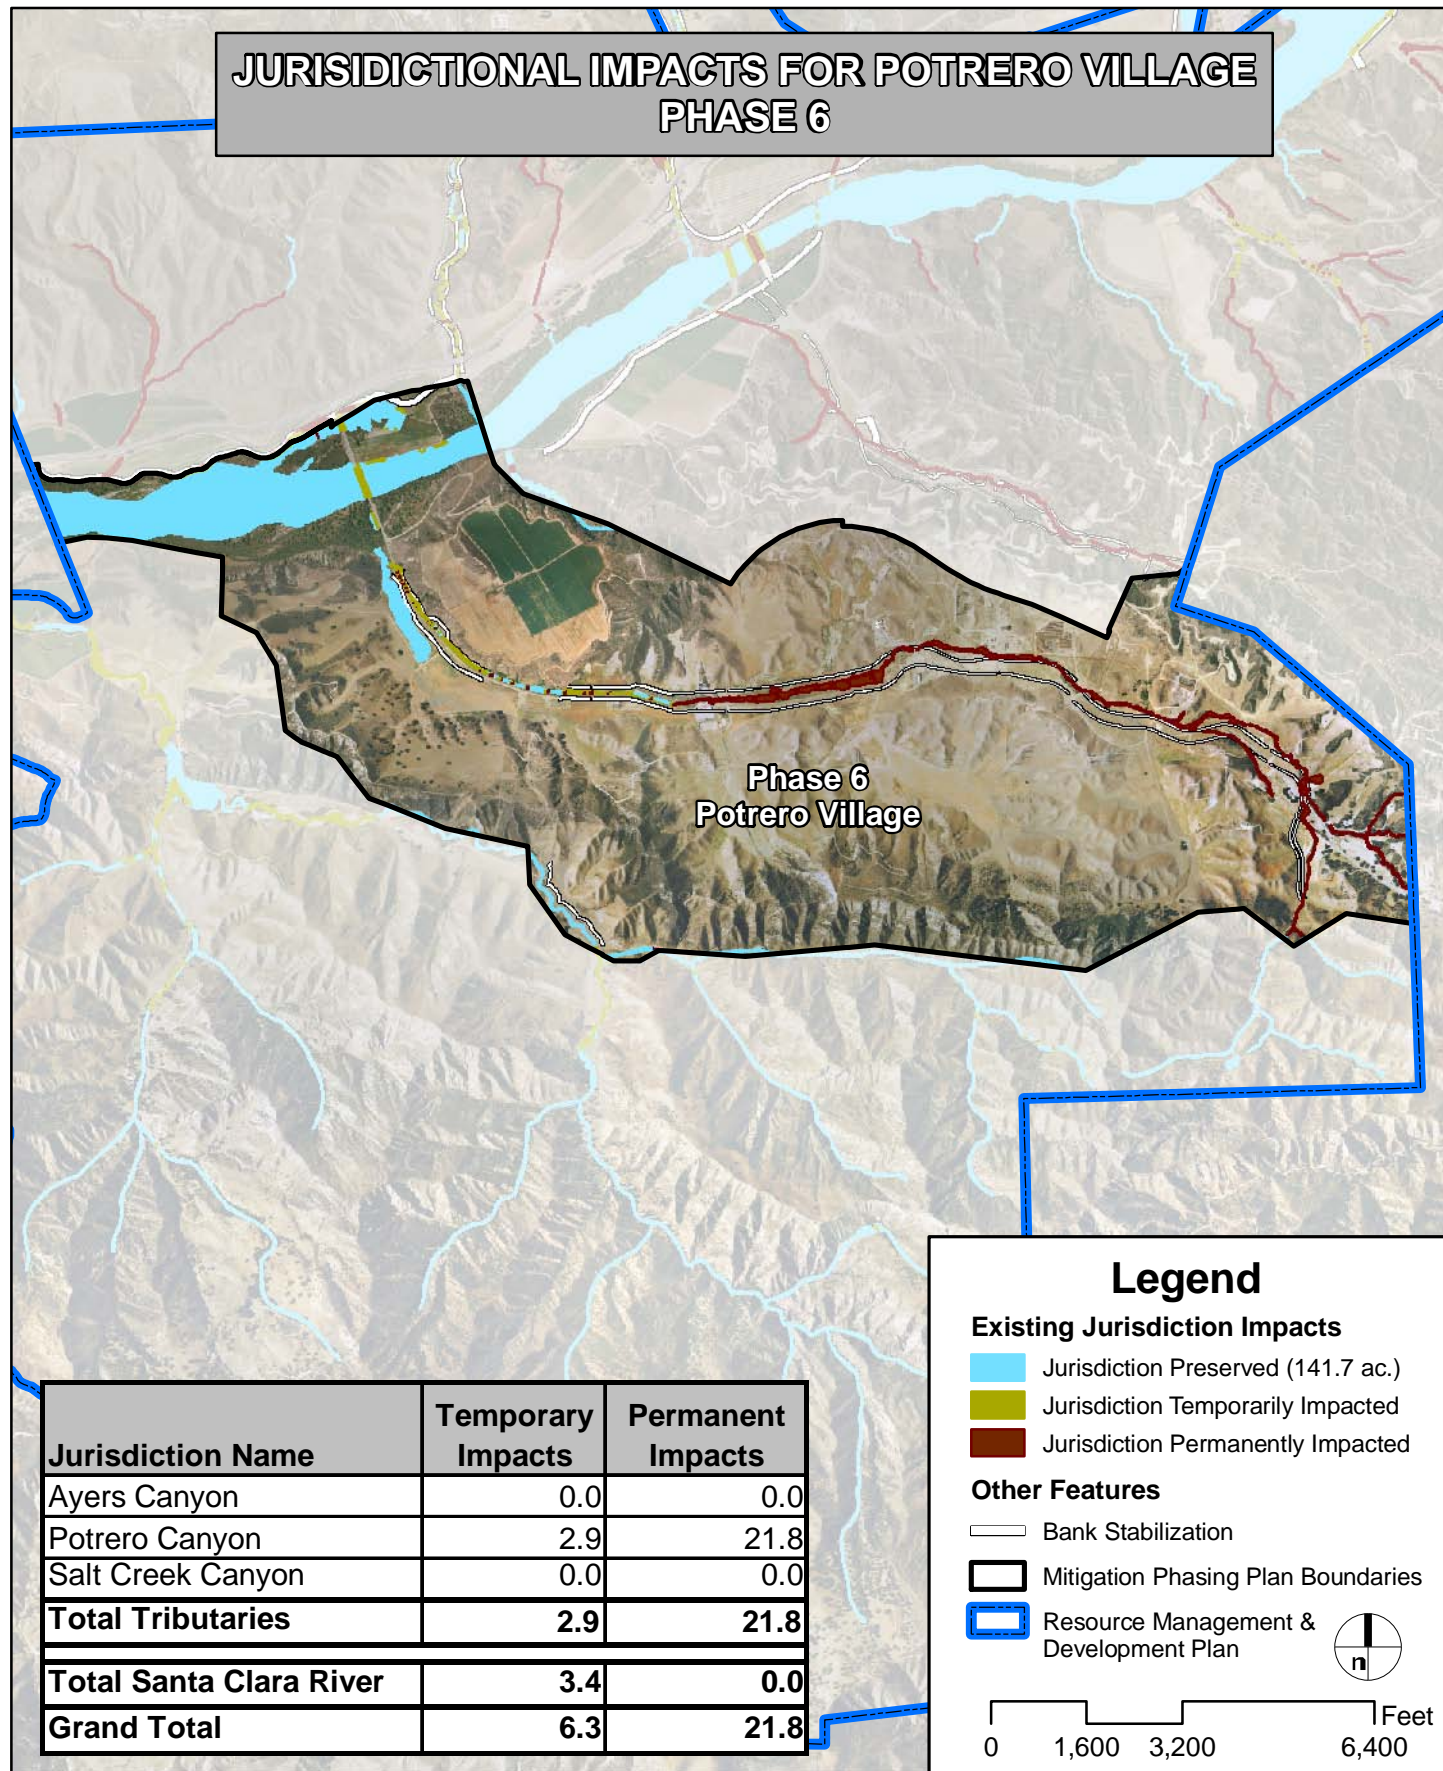 JURISIDICTIONAL IMPACTS FOR POTRERO VILLAGE
PHASE 6
Phase 6
Potrero Village
Jurisdiction Name Temporary Impacts Permanent Impacts
Ayers Canyon 0.0 0.0
Potrero Canyon 2.9 21.8
Salt Creek Canyon 0.0 0.0
Total Tributaries 2.9 21.8
Total Santa Clara River 3.4 0.0
Grand Total 6.3 21.8
Legend
Existing Jurisdiction Impacts
Jurisdiction Preserved (141.7 ac.)
Jurisdiction Temporarily Impacted
Jurisdiction Permanently Impacted
Other Features
Bank Stabilization
Mitigation Phasing Plan Boundaries
Resource Management &
Development Plan
n
Feet
0 1,600 3,200 6,400